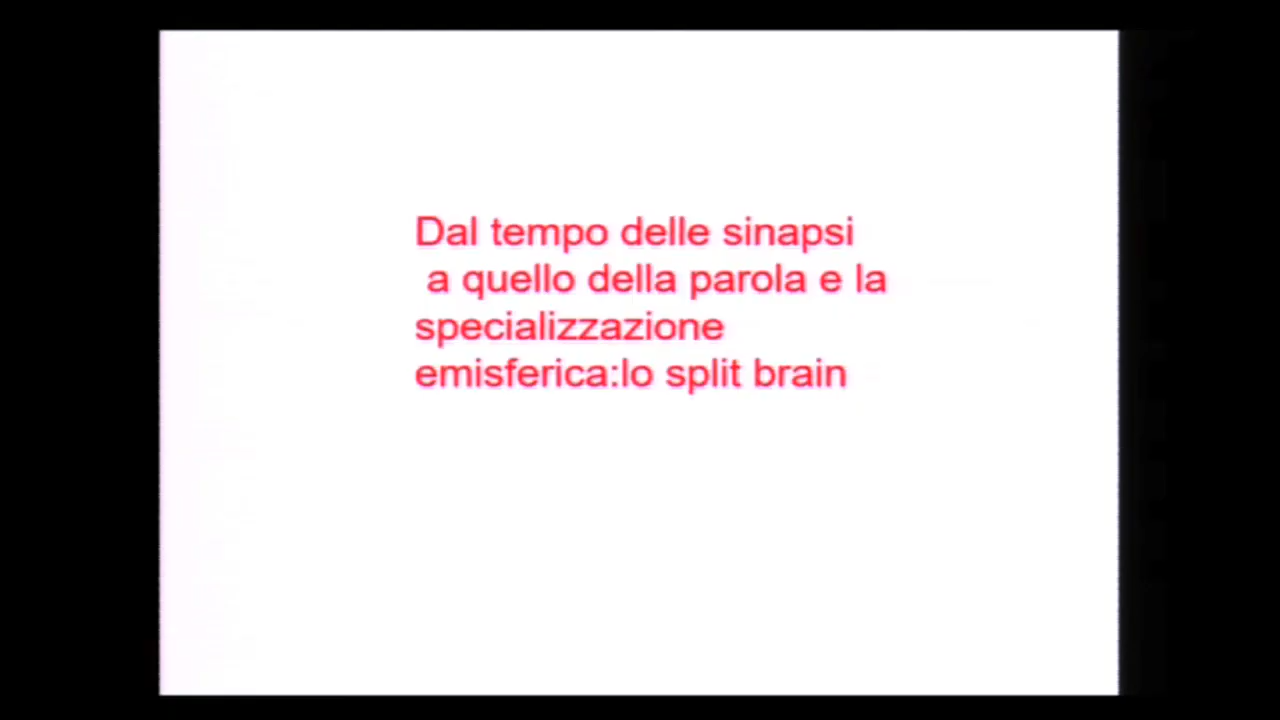 Dal tempo delle sinapsi
a quello della parola e la
specializzazione
emisferica:lo split brain